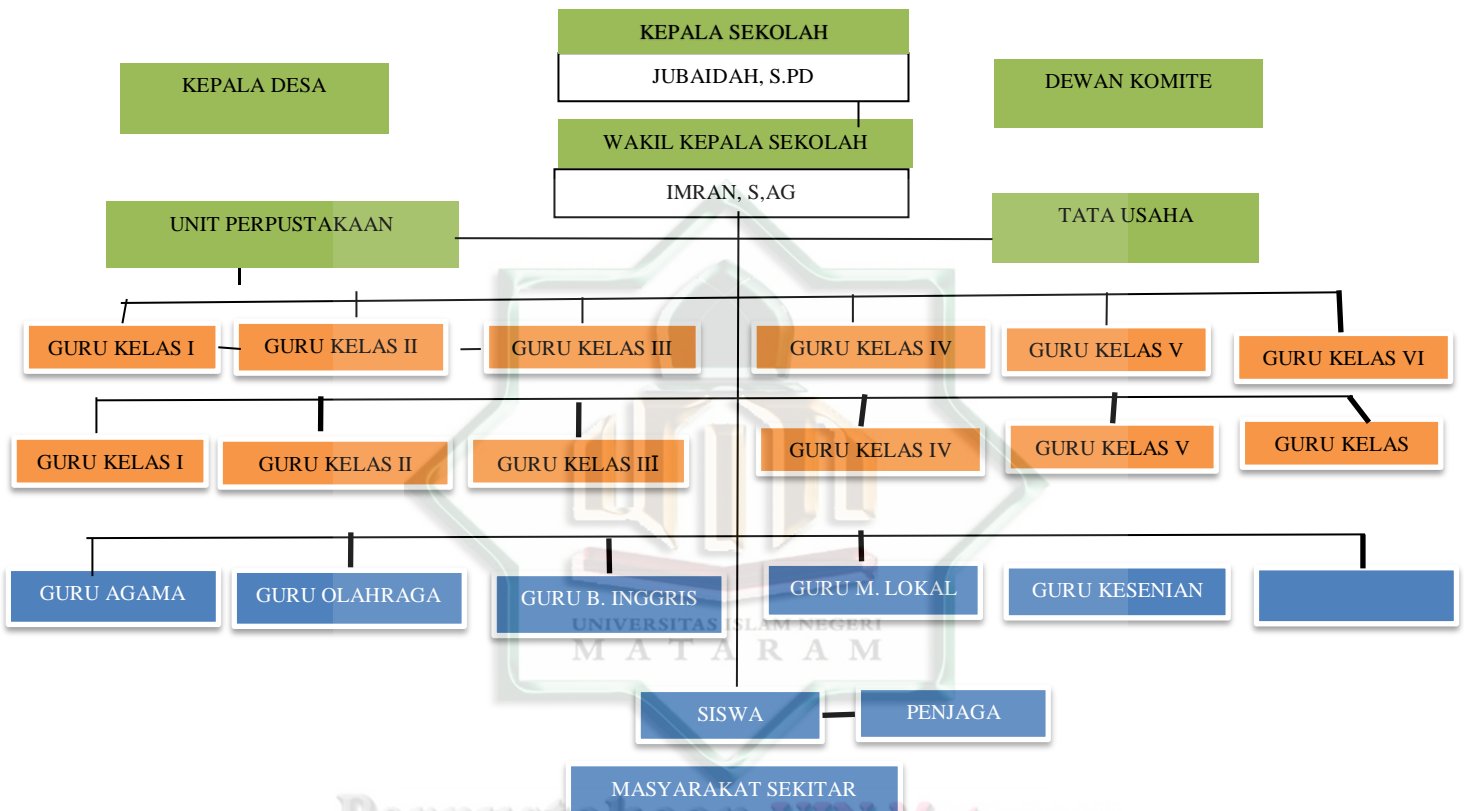 KEPALA SEKOLAH
JUBAIDAH, S.PD
KEPALA DESA
DEWAN KOMITE
WAKIL KEPALA SEKOLAH
IMRAN, S,AG
UNIT PERPUSTAKAAN
TATA USAHA
GURU KELAS I
GURU KELAS II
GURU KELAS III
GURU KELAS IV
GURU KELAS V
GURU KELAS VI
GURU KELAS I
GURU KELAS II
GURU KELAS III
GURU KELAS IV
GURU KELAS V
GURU KELAS
GURU AGAMA
GURU OLAHRAGA
GURU B. INGGRIS
GURU M. LOKAL
GURU KESENIAN
UNIVERSITAS ISLAM NEGERI
MATARAM
SISWA
PENJAGA
MASYARAKAT SEKITAR